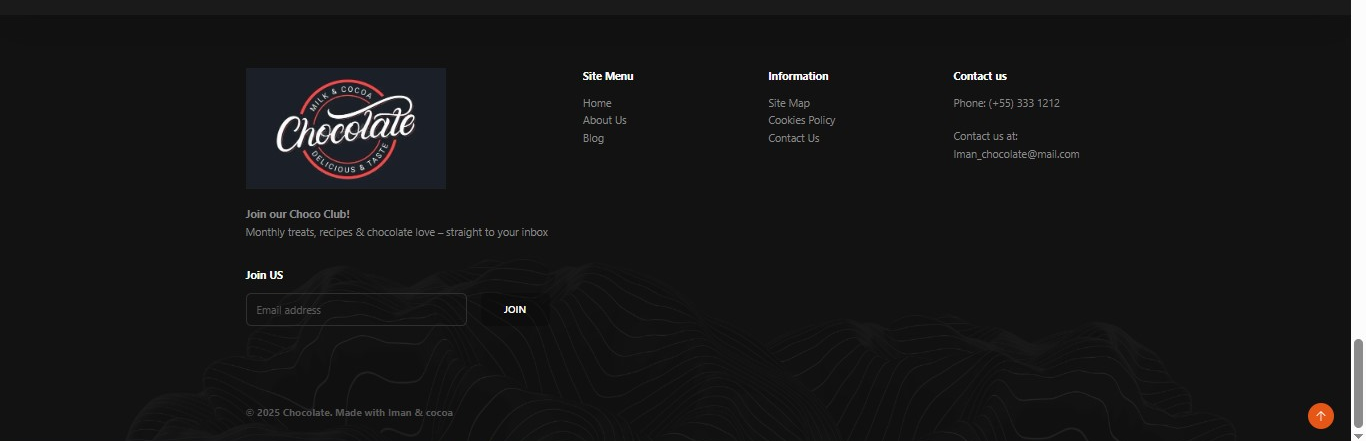 MILK & COCOA
Chocolate
DELICIOUS & TASTE
Join our Choco Club!
Monthly treats, recipes & chocolate love – straight to your inbox
Join US
Email address
JOIN
Site Menu
Home
About Us
Blog
Information
Site Map
Cookies Policy
Contact Us
Contact us
Phone: (+55) 333 1212
Contact us at:
Iman_chocolate@mail.com
© 2025 Chocolate. Made with Iman & cocoa